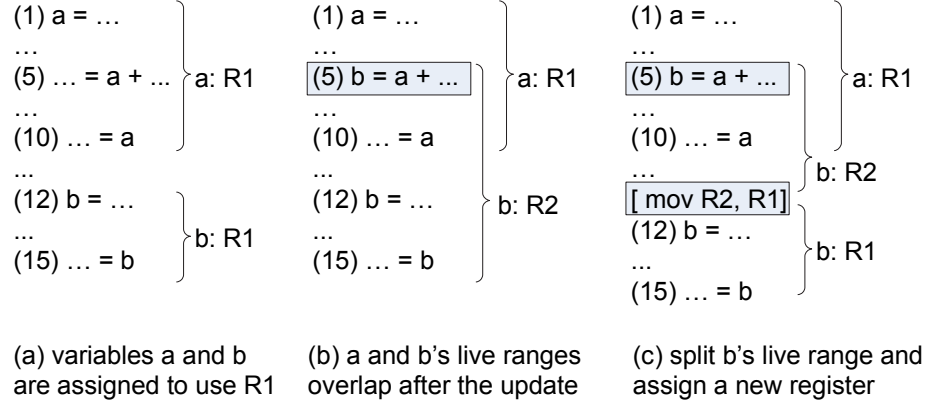 (1) a = …
…
(5) … = a + ...
…
(10) … = a
...
(12) b = …
...
(15) … = b
a: R1
b: R1
(a) variables a and b
are assigned to use R1
(1) a = …
…
(5) b = a + ...
…
(10) … = a
...
(12) b = …
...
(15) … = b
a: R1
b: R2
(b) a and b's live ranges
overlap after the update
(1) a = …
…
(5) b = a + ...
…
(10) … = a
…
[ mov R2, R1]
(12) b = …
...
(15) … = b
a: R1
b: R2
b: R1
(c) split b's live range and
assign a new register